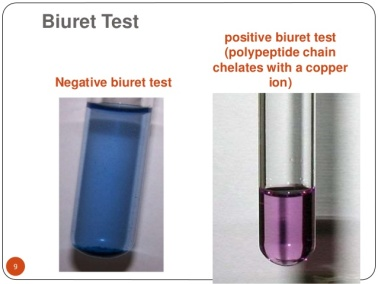 Biuret Test
Negative biuret test
positive biuret test
(polypeptide chain
chelates with a copper
ion)
9